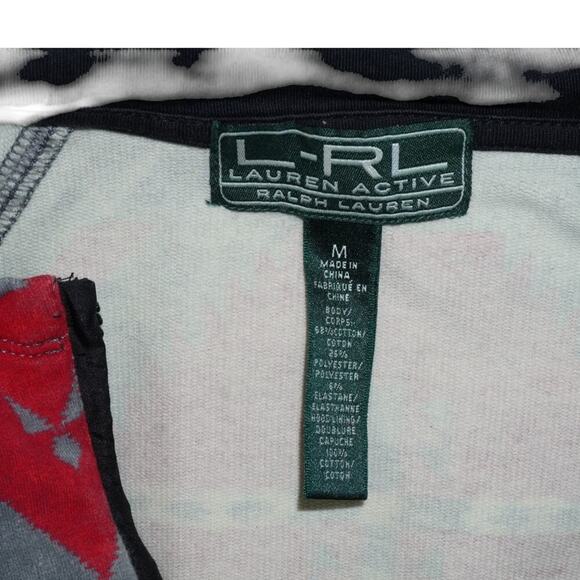 L-RL
LAUREN ACTIVE
RALPH LAUREN
M
MADE IN
CHINA
FABRIQUÉ EN
CHINE
BODY/
CORPS:
68%COTTON/
COTON
26%
POLYESTER/
POLYESTER
6%
ELASTANE/
ELASTHANNE
HOOD LINING/
DOUBLURE
CAPUCHE
100%
COTTON/
COTON